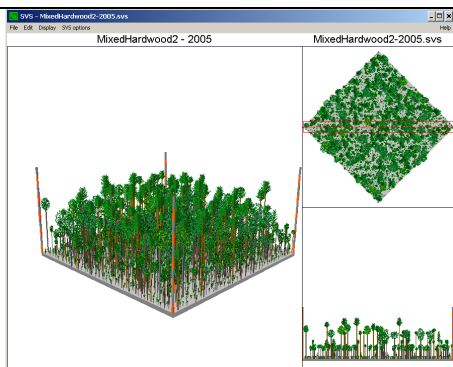 SVS - MixedHardwood2-2005.svs
File Edit Display SVS options Help
MixedHardwood2 - 2005
MixedHardwood2-2005.svs